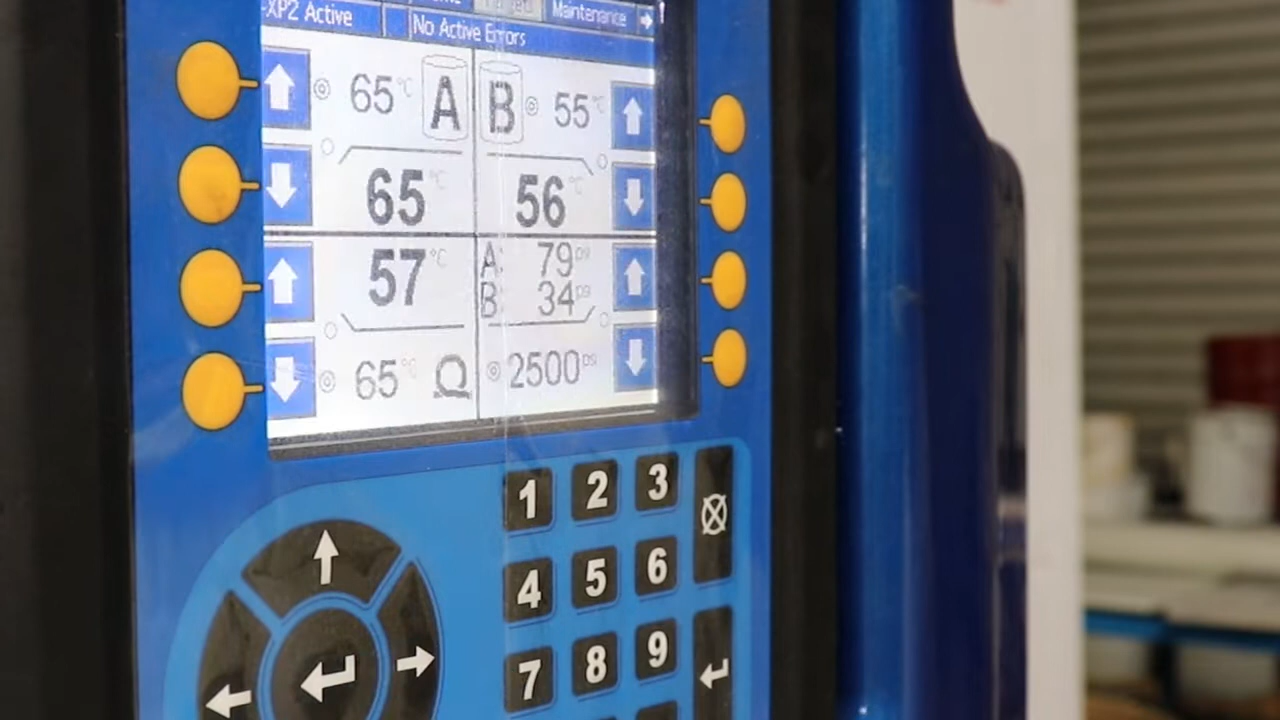 Maintenance
-XP2 Active
No Active Errors
65 °C A B 55 °C
65 °C 56 °C
57 °C A: 79 psi
B: 34 psi
65 °C 2500 psi
1 2 3
4 5 6
7 8 9